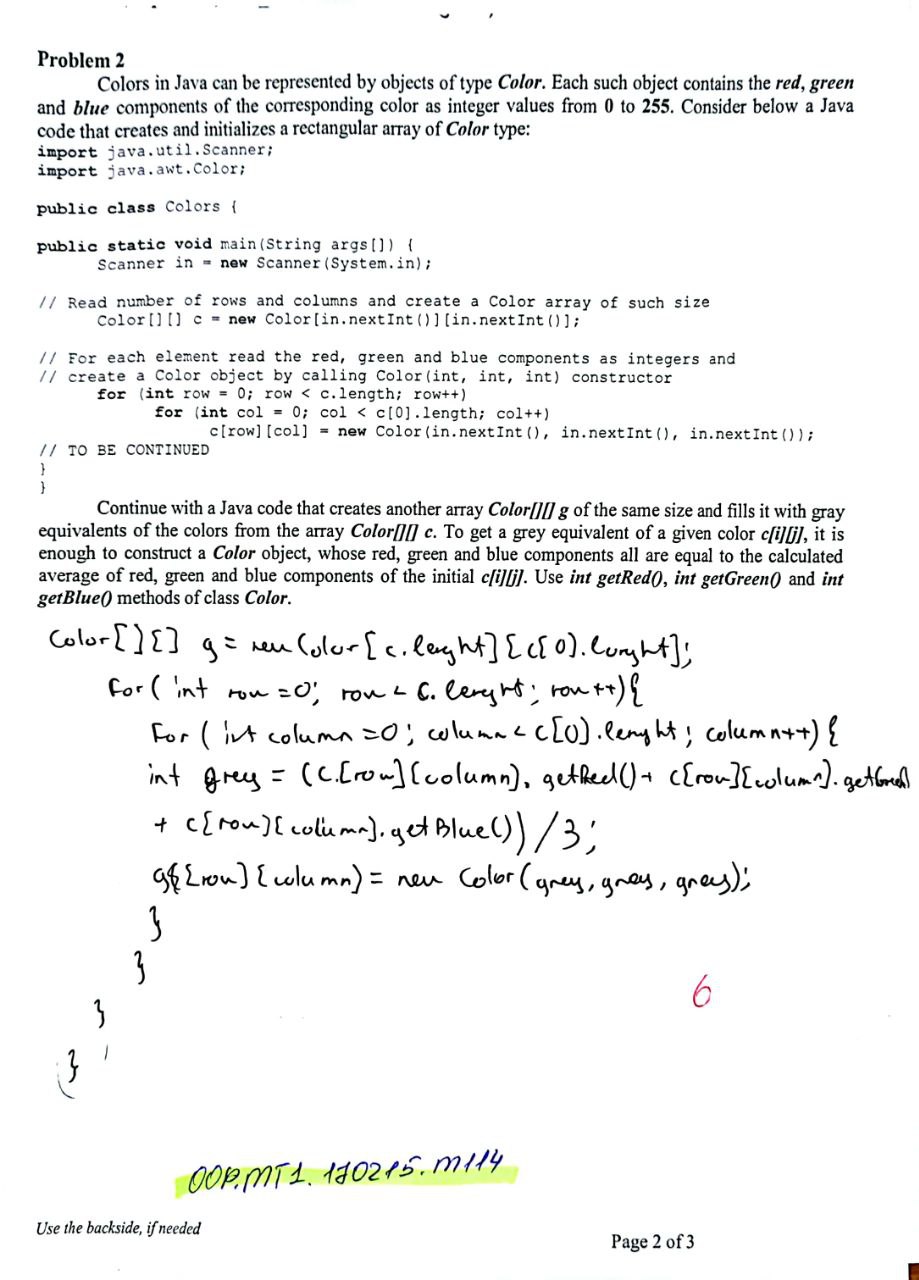 Problem 2
Colors in Java can be represented by objects of type Color. Each such object contains the red, green
and blue components of the corresponding color as integer values from 0 to 255. Consider below a Java
code that creates and initializes a rectangular array of Color type:
import java.util.Scanner;
import java.awt.Color;
public class Colors {
public static void main(String args[]) {
Scanner in = new Scanner(System.in);
// Read number of rows and columns and create a Color array of such size
Color[][] c = new Color[in.nextInt()][in.nextInt()];
// For each element read the red, green and blue components as integers and
// create a Color object by calling Color(int, int, int) constructor
for (int row = 0; row < c.length; row++)
for (int col = 0; col < c[0].length; col++)
c[row][col] = new Color(in.nextInt(), in.nextInt(), in.nextInt());
// TO BE CONTINUED
}
}
Continue with a Java code that creates another array Color[][] g of the same size and fills it with gray
equivalents of the colors from the array Color[][] c. To get a grey equivalent of a given color c[i][j], it is
enough to construct a Color object, whose red, green and blue components all are equal to the calculated
average of red, green and blue components of the initial c[i][j]. Use int getRed(), int getGreen() and int
getBlue() methods of class Color.
Color[][] g = new Color[c.lenght][c[0].lenght];
for( int row =0; row < c.lenght; row++){
for( int column =0; column < c[0].lenght; column++) {
int grey = (c.[row][column].getRed()+ c[row][column].getGreen()
+ c[row][column].getBlue())/3;
g[row][column] = new Color(grey, grey, grey);
}
}
}
}
6
OOP.MT1.170215.M114
Use the backside, if needed
Page 2 of 3